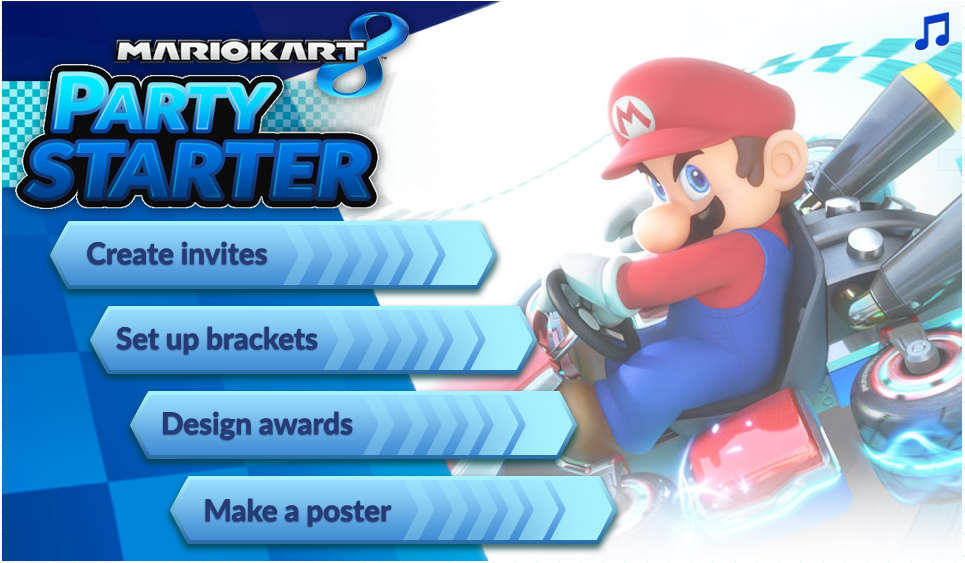 MARIOKART 8
PARTY
STARTER
Create invites
Set up brackets
Design awards
Make a poster
M